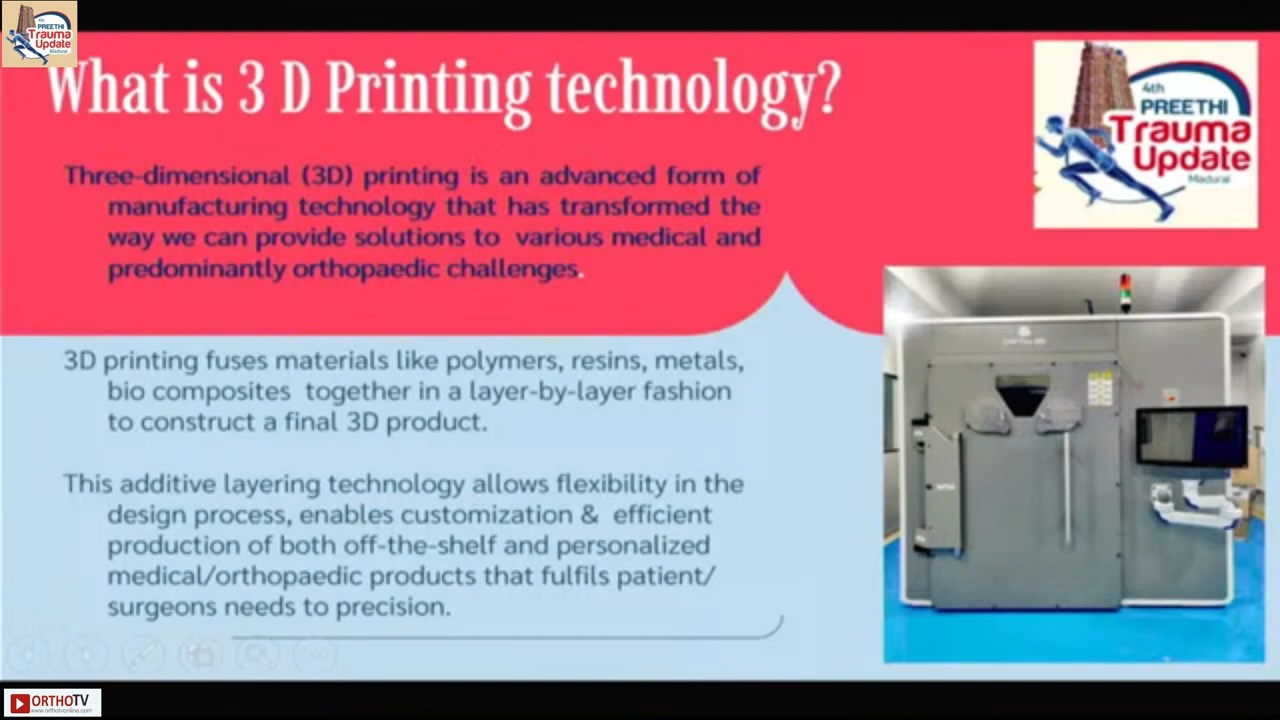 4th
PREETHI
Trauma
Update
Madurai
What is 3 D Printing technology?
4th
PREETHI
Trauma
Update
Madurai
Three-dimensional (3D) printing is an advanced form of
manufacturing technology that has transformed the
way we can provide solutions to various medical and
predominantly orthopaedic challenges.
3D printing fuses materials like polymers, resins, metals,
bio composites together in a layer-by-layer fashion
to construct a final 3D product.
This additive layering technology allows flexibility in the
design process, enables customization & efficient
production of both off-the-shelf and personalized
medical/orthopaedic products that fulfils patient/
surgeons needs to precision.
ORTHOTV
www.orthotvonline.com